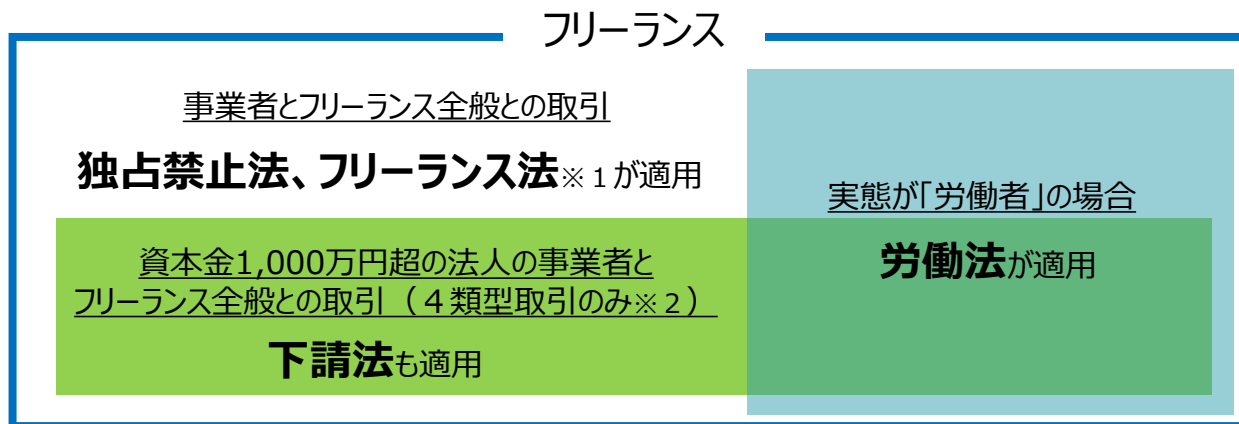 フリーランス
事業者とフリーランス全般との取引
独占禁止法、フリーランス法※1が適用
資本金1,000万円超の法人の事業者と
フリーランス全般との取引（4類型取引のみ※2）
下請法も適用
実態が「労働者」の場合
労働法が適用